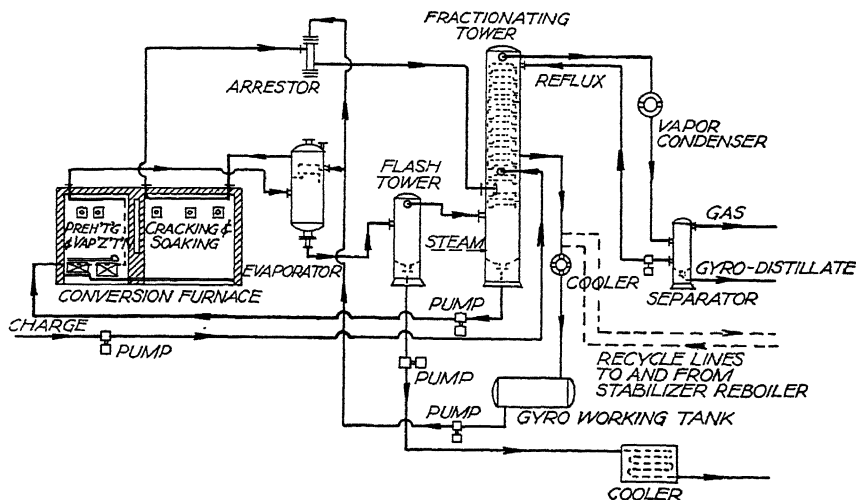 FRACTIONATING
TOWER
ARRESTOR
REFLUX
VAPOR
CONDENSER
FLASH
TOWER
PREH'T'G
& VAP'Z'T'N
CRACKING &
SOAKING
EVAPORATOR
STEAM
GAS
GYRO-DISTILLATE
SEPARATOR
COOLER
CONVERSION FURNACE
PUMP
CHARGE
PUMP
PUMP
RECYCLE LINES
TO AND FROM
STABILIZER REBOILER
PUMP
GYRO WORKING TANK
COOLER